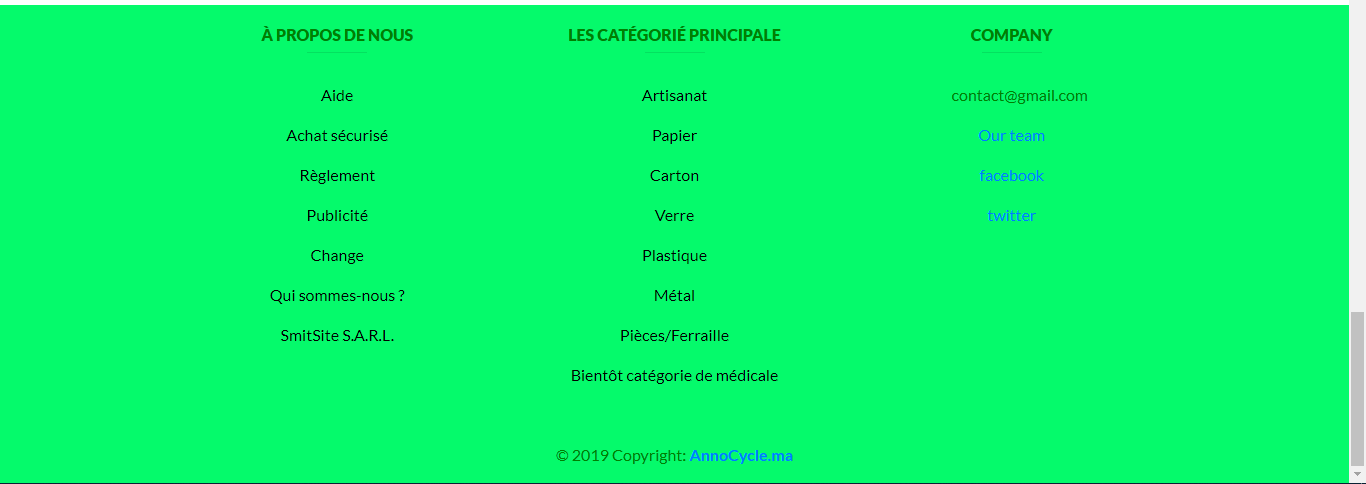 À PROPOS DE NOUS
Aide
Achat sécurisé
Règlement
Publicité
Change
Qui sommes-nous ?
SmitSite S.A.R.L.
LES CATÉGORIÉ PRINCIPALE
Artisanat
Papier
Carton
Verre
Plastique
Métal
Pièces/Ferraille
Bientôt catégorie de médicale
COMPANY
contact@gmail.com
Our team
facebook
twitter
© 2019 Copyright: AnnoCycle.ma